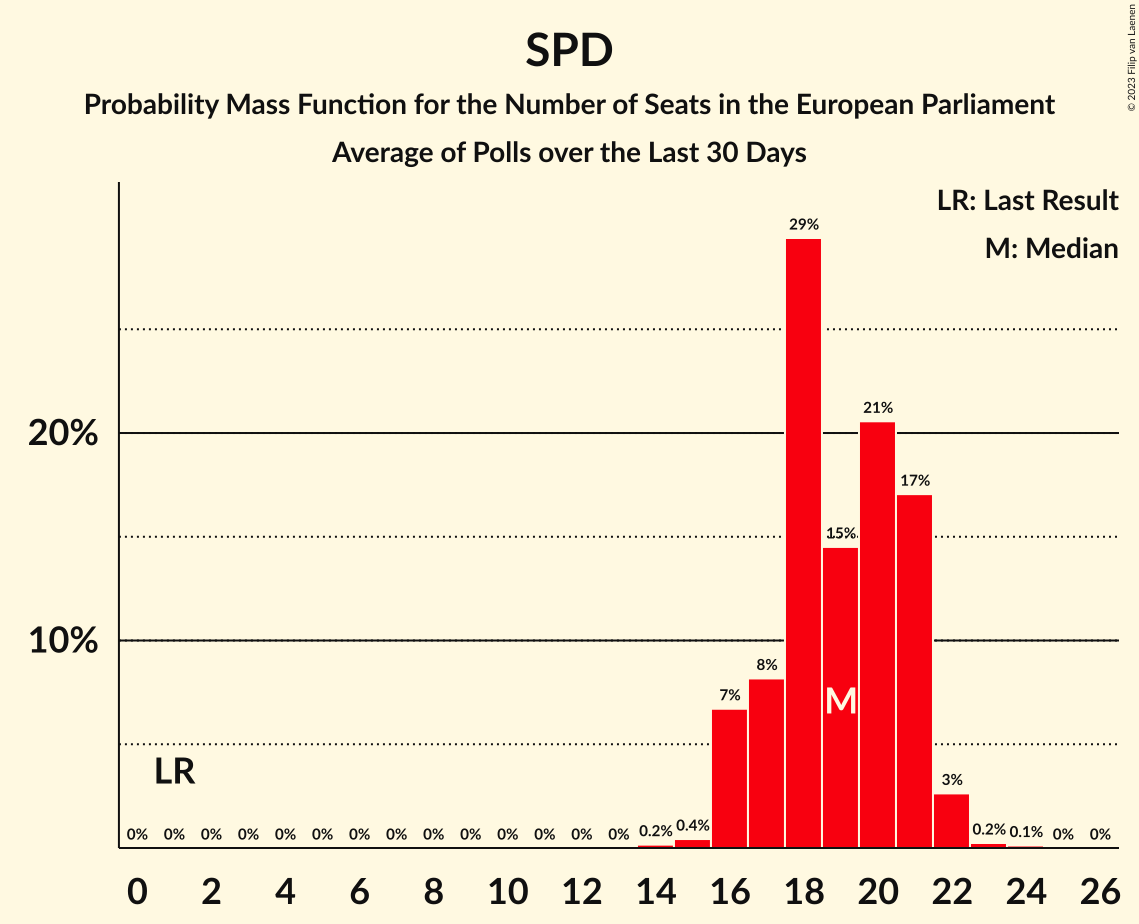 SPD
Probability Mass Function for the Number of Seats in the European Parliament
Average of Polls over the Last 30 Days
© 2023 Filip van Laenen
LR: Last Result
M: Median
29%
21%
20%
17%
15%
10%
8%
7%
M
LR
3%
0% 0% 0% 0% 0% 0% 0% 0% 0% 0% 0% 0% 0% 0% 0.2% 0.4% 0.2% 0.1% 0% 0%
0 2 4 6 8 10 12 14 16 18 20 22 24 26